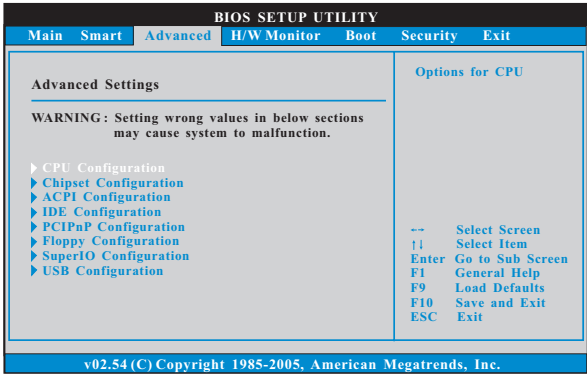 BIOS SETUP UTILITY
Main Smart Advanced H/W Monitor Boot Security Exit
Advanced Settings
WARNING : Setting wrong values in below sections
may cause system to malfunction.
CPU Configuration
Chipset Configuration
ACPI Configuration
IDE Configuration
PCIPnP Configuration
Floppy Configuration
SuperIO Configuration
USB Configuration
Options for CPU
←→ Select Screen
↑↓ Select Item
Enter Go to Sub Screen
F1 General Help
F9 Load Defaults
F10 Save and Exit
ESC Exit
v02.54 (C) Copyright 1985-2005, American Megatrends, Inc.